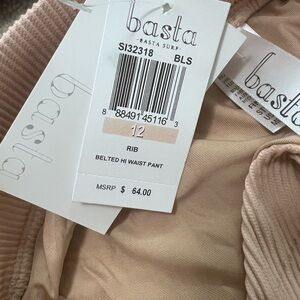 basta
·BASTA SURF·
SI32318 BLS
8 88491 45116 3
12
RIB
BELTED HI WAIST PANT
MSRP $ 64.00
basta
basta